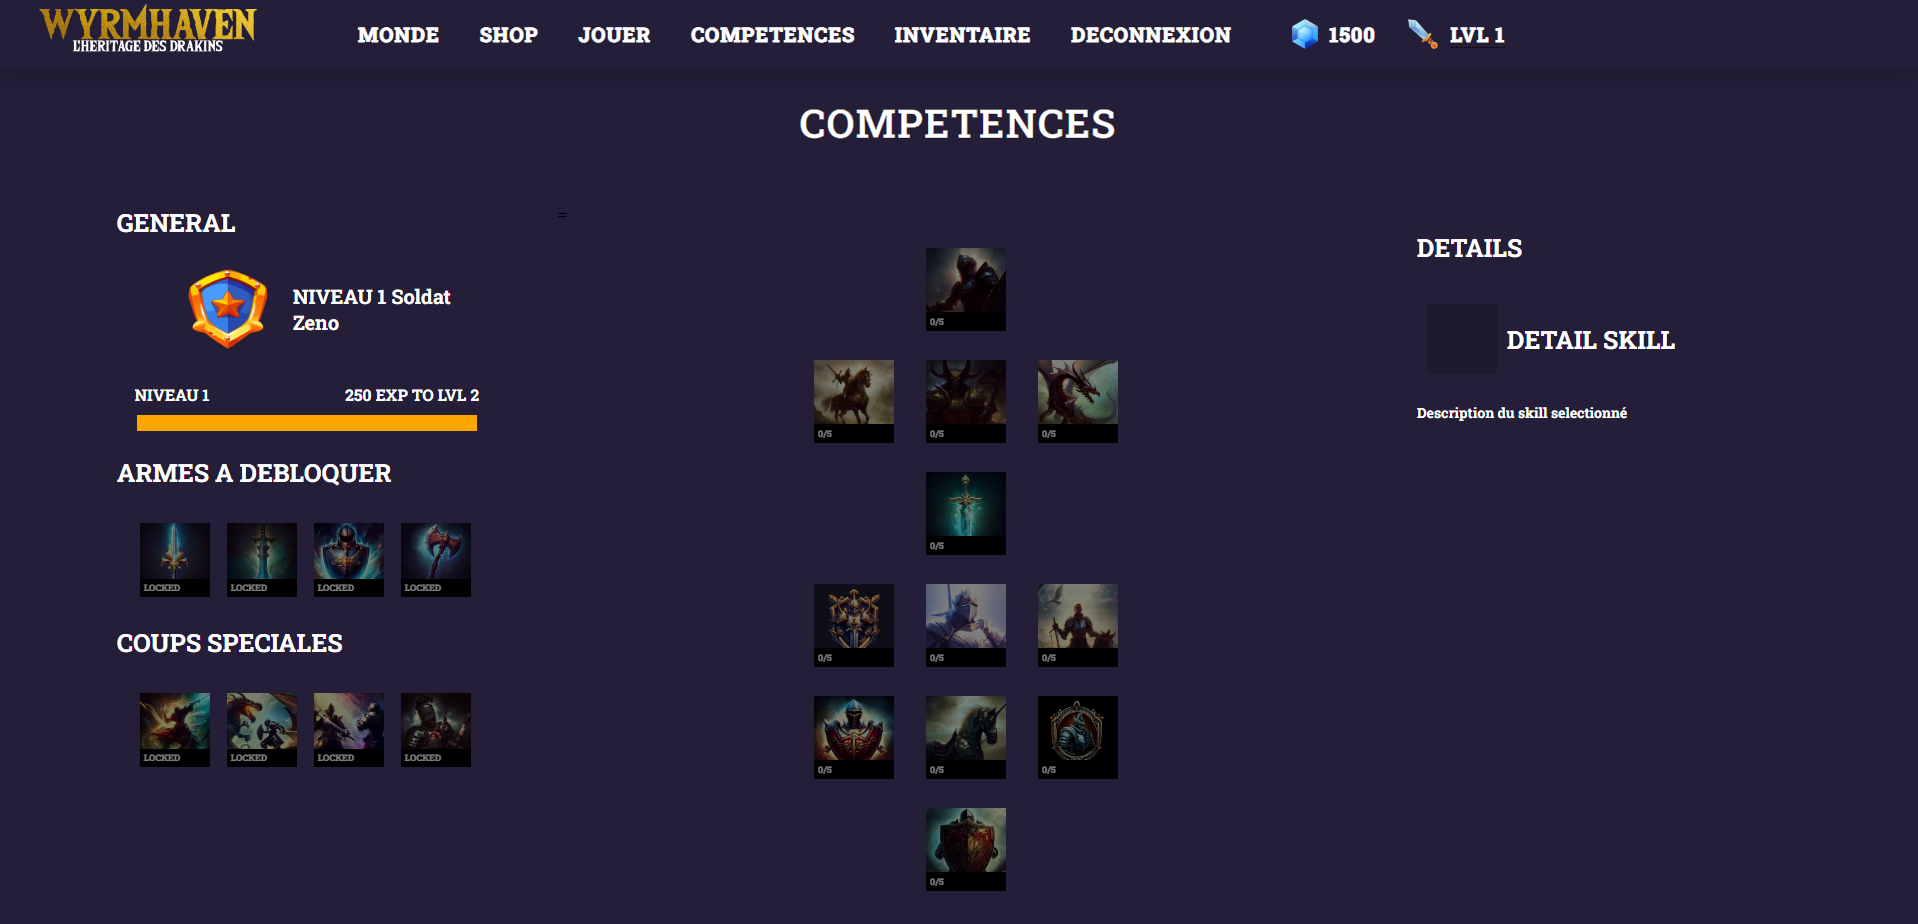 WYRMHAVEN
L'HERITAGE DES DRAKINS
MONDE SHOP JOUER COMPETENCES INVENTAIRE DECONNEXION 1500 LVL 1
COMPETENCES
GENERAL
=
NIVEAU 1 Soldat
Zeno
NIVEAU 1 250 EXP TO LVL 2
ARMES A DEBLOQUER
LOCKED LOCKED LOCKED LOCKED
COUPS SPECIALES
LOCKED LOCKED LOCKED LOCKED
0/5
0/5 0/5 0/5
0/5
0/5 0/5 0/5
0/5 0/5 0/5
0/5
DETAILS
DETAIL SKILL
Description du skill selectionné